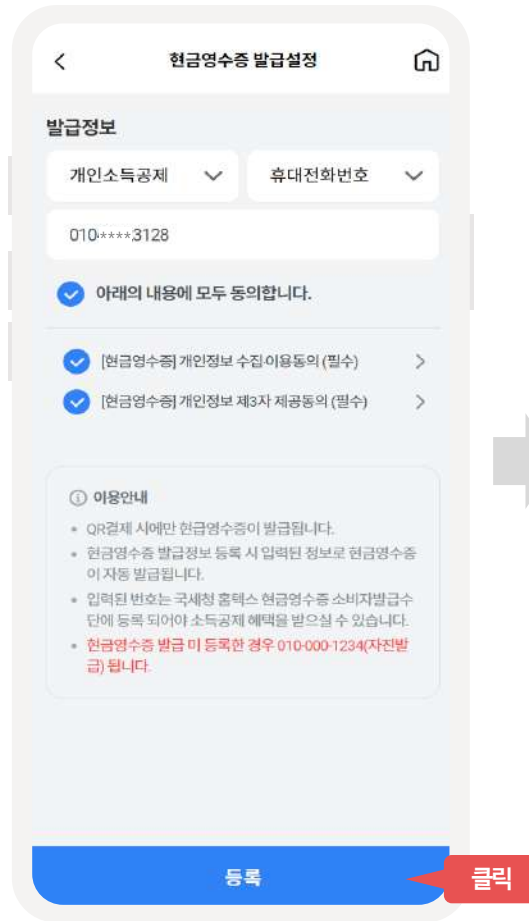 현금영수증 발급설정
발급정보
개인소득공제 휴대전화번호
010-****-3128
아래의 내용에 모두 동의합니다.
[현금영수증] 개인정보 수집·이용동의 (필수)
[현금영수증] 개인정보 제3자 제공동의 (필수)
이용안내
• QR결제 시에만 현금영수증이 발급됩니다.
• 현금영수증 발급정보 등록 시 입력된 정보로 현금영수증
이 자동 발급됩니다.
• 입력된 번호는 국세청 홈텍스 현금영수증 소비자발급수
단에 등록 되어야 소득공제 혜택을 받으실 수 있습니다.
• 현금영수증 발급 미 등록한 경우 010-000-1234(자진발
급) 됩니다.
등록
클릭